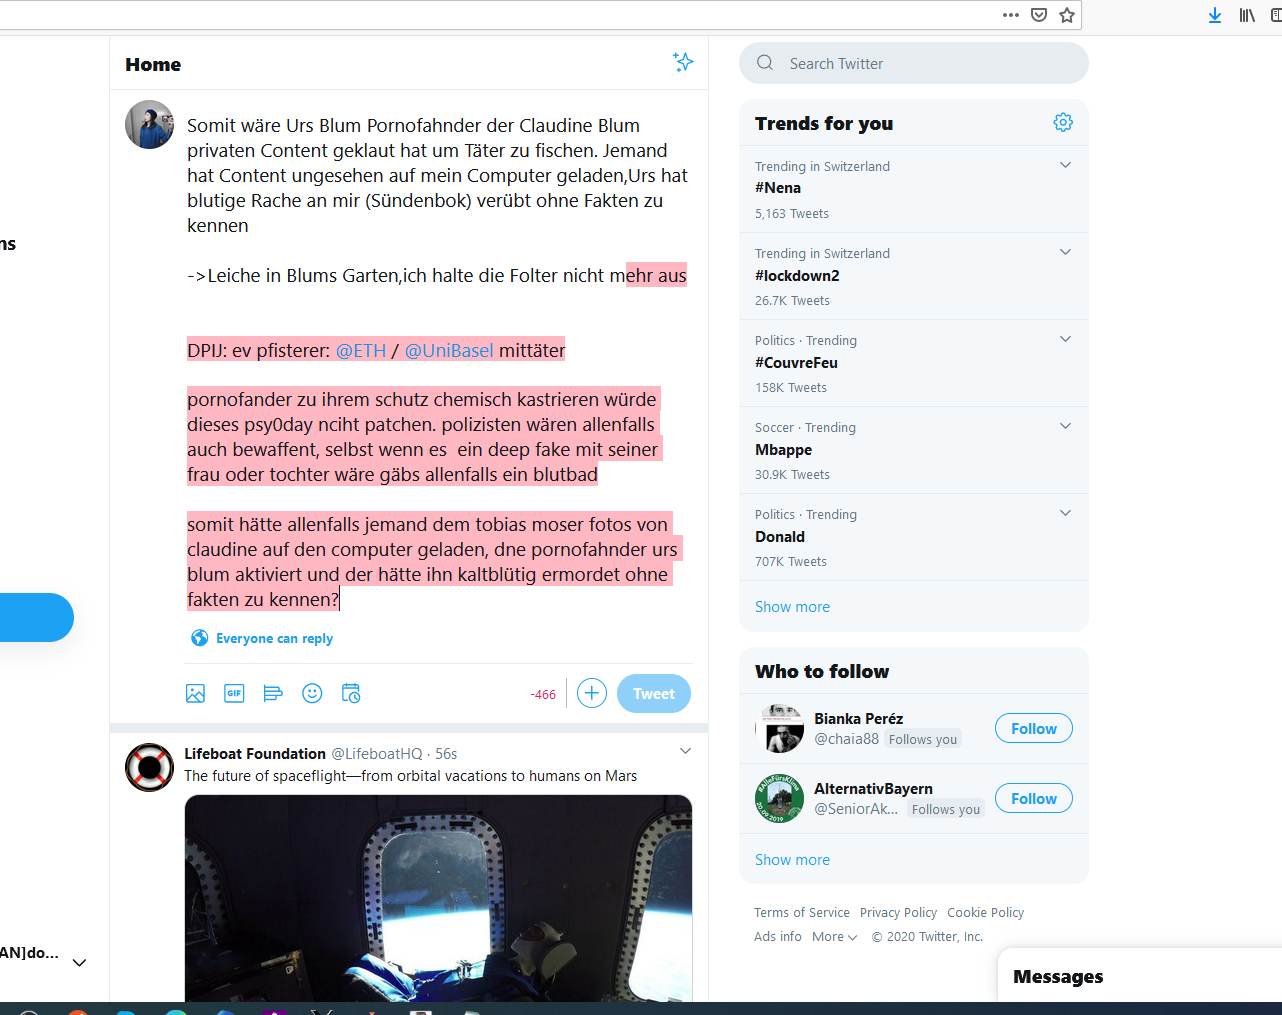 Home
Somit wäre Urs Blum Pornofahnder der Claudine Blum
privaten Content geklaut hat um Täter zu fischen. Jemand
hat Content ungesehen auf mein Computer geladen,Urs hat
blutige Rache an mir (Sündenbok) verübt ohne Fakten zu
kennen
->Leiche in Blums Garten,ich halte die Folter nicht mehr aus
DPIJ: ev pfisterer: @ETH / @UniBasel mittäter
pornofander zu ihrem schutz chemisch kastrieren würde
dieses psy0day nciht patchen. polizisten wären allenfalls
auch bewaffent, selbst wenn es  ein deep fake mit seiner
frau oder tochter wäre gäbs allenfalls ein blutbad
somit hätte allenfalls jemand dem tobias moser fotos von
claudine auf den computer geladen, dne pornofahnder urs
blum aktiviert und der hätte ihn kaltblütig ermordet ohne
fakten zu kennen?
Everyone can reply
GIF
-466
Tweet
Lifeboat Foundation @LifeboatHQ · 56s
The future of spaceflight—from orbital vacations to humans on Mars
Search Twitter
Trends for you
Trending in Switzerland
#Nena
5,163 Tweets
Trending in Switzerland
#lockdown2
26.7K Tweets
Politics · Trending
#CouvreFeu
158K Tweets
Soccer · Trending
Mbappe
30.9K Tweets
Politics · Trending
Donald
707K Tweets
Show more
Who to follow
Bianka Peréz
@chaia88 Follows you
Follow
AlternativBayern
@SeniorAk... Follows you
Follow
#AlleFürsKlima
20.09.2019
Show more
Terms of Service Privacy Policy Cookie Policy
Ads info More © 2020 Twitter, Inc.
Messages
ns
AN]do...